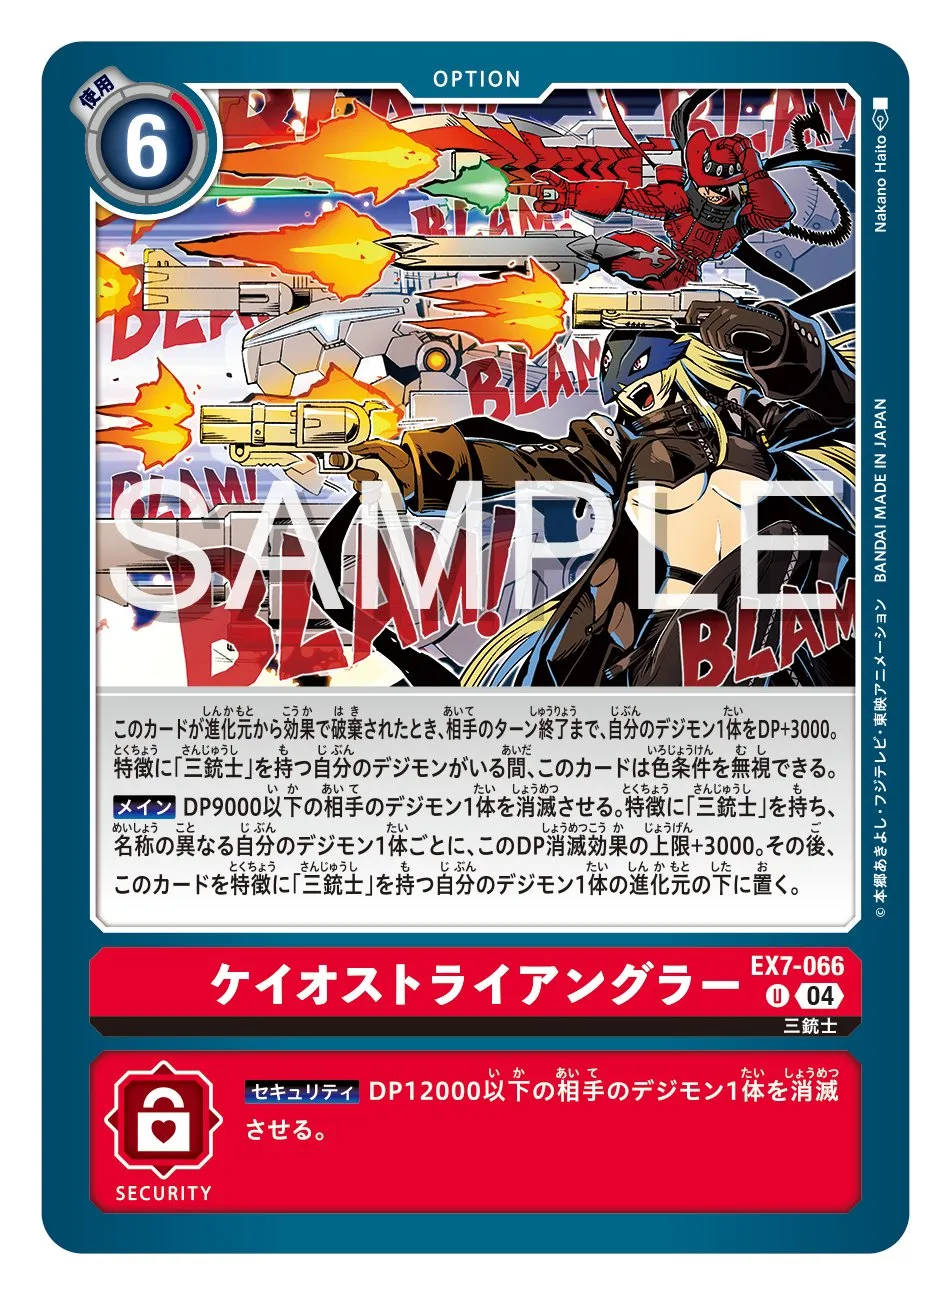 OPTION
使用
6
BLAM!
BLAM
BLAM!
BLAM
BLAM!
BLAM!
BLAM
SAMPLE
Nakano Haito
©本郷あきよし・フジテレビ・東映アニメーション BANDAI MADE IN JAPAN
このカードが進化元から効果で破棄されたとき、相手のターン終了まで、自分のデジモン1体をDP+3000。
特徴に「三銃士」を持つ自分のデジモンがいる間、このカードは色条件を無視できる。
メイン DP9000以下の相手のデジモン1体を消滅させる。特徴に「三銃士」を持ち、
名称の異なる自分のデジモン1体ごとに、このDP消滅効果の上限+3000。その後、
このカードを特徴に「三銃士」を持つ自分のデジモン1体の進化元の下に置く。
ケイオストライアングラー
EX7-066
U 04
三銃士
セキュリティ DP12000以下の相手のデジモン1体を消滅
させる。
SECURITY